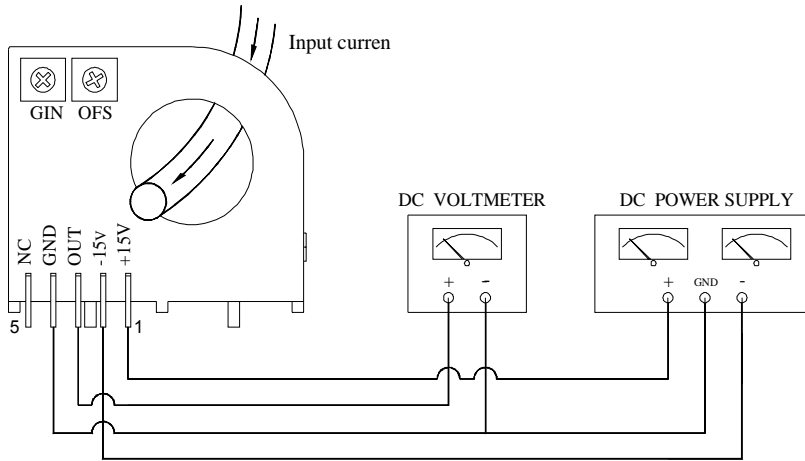 Input curren
GIN OFS
DC VOLTMETER
DC POWER SUPPLY
NC
GND
OUT
-15V
+15V
+ -
+ GND -
5 1